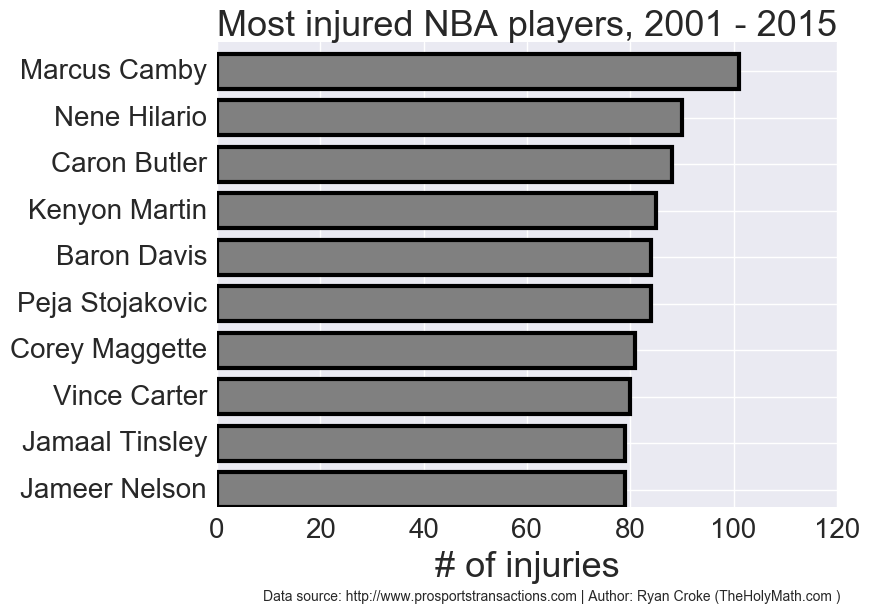 Most injured NBA players, 2001 - 2015
Marcus Camby
Nene Hilario
Caron Butler
Kenyon Martin
Baron Davis
Peja Stojakovic
Corey Maggette
Vince Carter
Jamaal Tinsley
Jameer Nelson
0 20 40 60 80 100 120
# of injuries
Data source: http://www.prosportstransactions.com | Author: Ryan Croke (TheHolyMath.com )